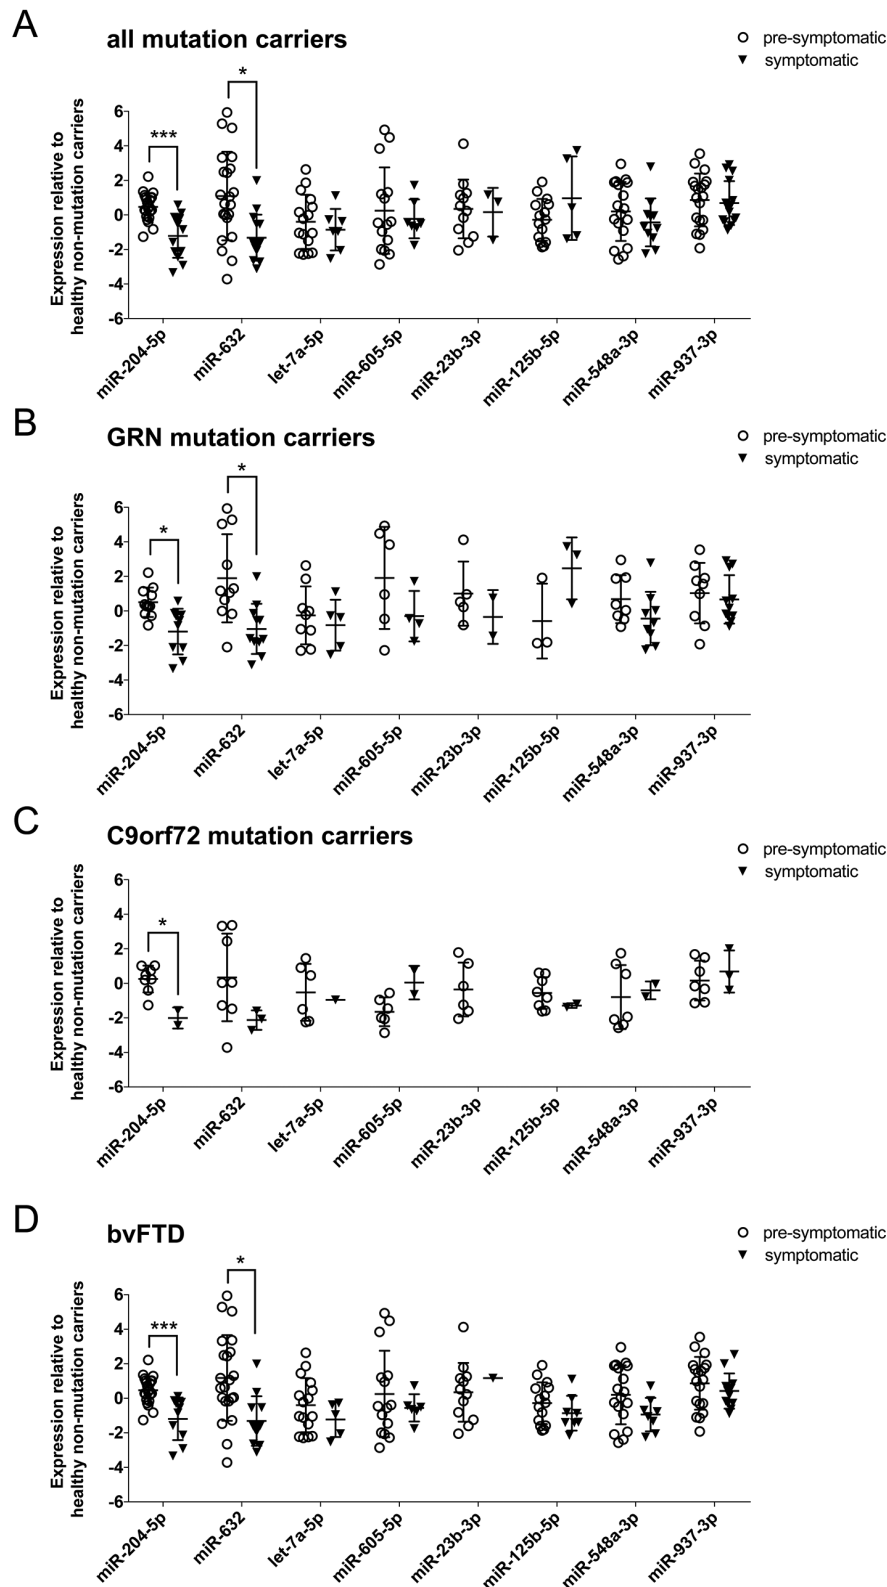 A
all mutation carriers
pre-symptomatic
symptomatic
Expression relative to
healthy non-mutation carriers
6
4
2
0
-2
-4
-6
***
*
miR-204-5p
miR-632
let-7a-5p
miR-605-5p
miR-23b-3p
miR-125b-5p
miR-548a-3p
miR-937-3p
B
GRN mutation carriers
pre-symptomatic
symptomatic
Expression relative to
healthy non-mutation carriers
6
4
2
0
-2
-4
-6
*
*
miR-204-5p
miR-632
let-7a-5p
miR-605-5p
miR-23b-3p
miR-125b-5p
miR-548a-3p
miR-937-3p
C
C9orf72 mutation carriers
pre-symptomatic
symptomatic
Expression relative to
healthy non-mutation carriers
6
4
2
0
-2
-4
-6
*
miR-204-5p
miR-632
let-7a-5p
miR-605-5p
miR-23b-3p
miR-125b-5p
miR-548a-3p
miR-937-3p
D
bvFTD
pre-symptomatic
symptomatic
Expression relative to
healthy non-mutation carriers
6
4
2
0
-2
-4
-6
***
*
miR-204-5p
miR-632
let-7a-5p
miR-605-5p
miR-23b-3p
miR-125b-5p
miR-548a-3p
miR-937-3p